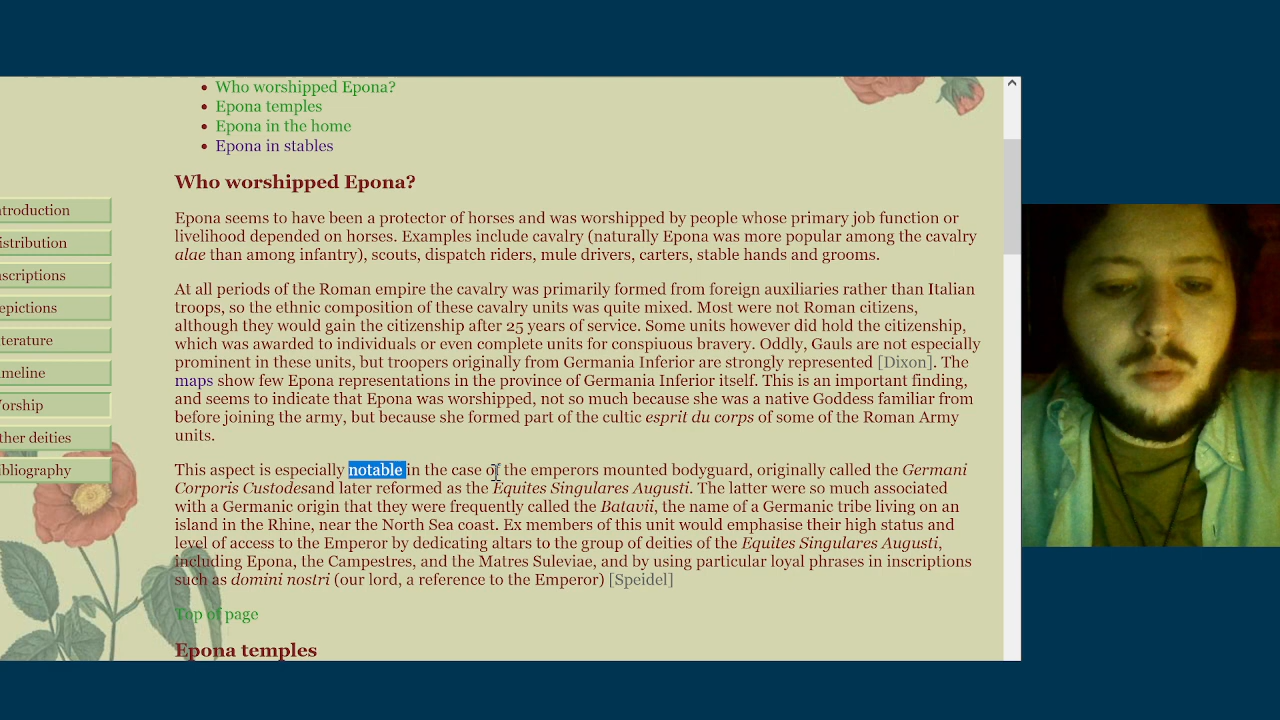 Who worshipped Epona?
Epona temples
Epona in the home
Epona in stables
Who worshipped Epona?
Epona seems to have been a protector of horses and was worshipped by people whose primary job function or
livelihood depended on horses. Examples include cavalry (naturally Epona was more popular among the cavalry
alae than among infantry), scouts, dispatch riders, mule drivers, carters, stable hands and grooms.
At all periods of the Roman empire the cavalry was primarily formed from foreign auxiliaries rather than Italian
troops, so the ethnic composition of these cavalry units was quite mixed. Most were not Roman citizens,
although they would gain the citizenship after 25 years of service. Some units however did hold the citizenship,
which was awarded to individuals or even complete units for conspiuous bravery. Oddly, Gauls are not especially
prominent in these units, but troopers originally from Germania Inferior are strongly represented [Dixon]. The
maps show few Epona representations in the province of Germania Inferior itself. This is an important finding,
and seems to indicate that Epona was worshipped, not so much because she was a native Goddess familiar from
before joining the army, but because she formed part of the cultic esprit du corps of some of the Roman Army
units.
This aspect is especially notable in the case of the emperors mounted bodyguard, originally called the Germani
Corporis Custodesand later reformed as the Equites Singulares Augusti. The latter were so much associated
with a Germanic origin that they were frequently called the Batavii, the name of a Germanic tribe living on an
island in the Rhine, near the North Sea coast. Ex members of this unit would emphasise their high status and
level of access to the Emperor by dedicating altars to the group of deities of the Equites Singulares Augusti,
including Epona, the Campestres, and the Matres Suleviae, and by using particular loyal phrases in inscriptions
such as domini nostri (our lord, a reference to the Emperor) [Speidel]
Top of page
Epona temples
ntroduction
istribution
scriptions
epictions
terature
meline
orship
ther deities
ibliography